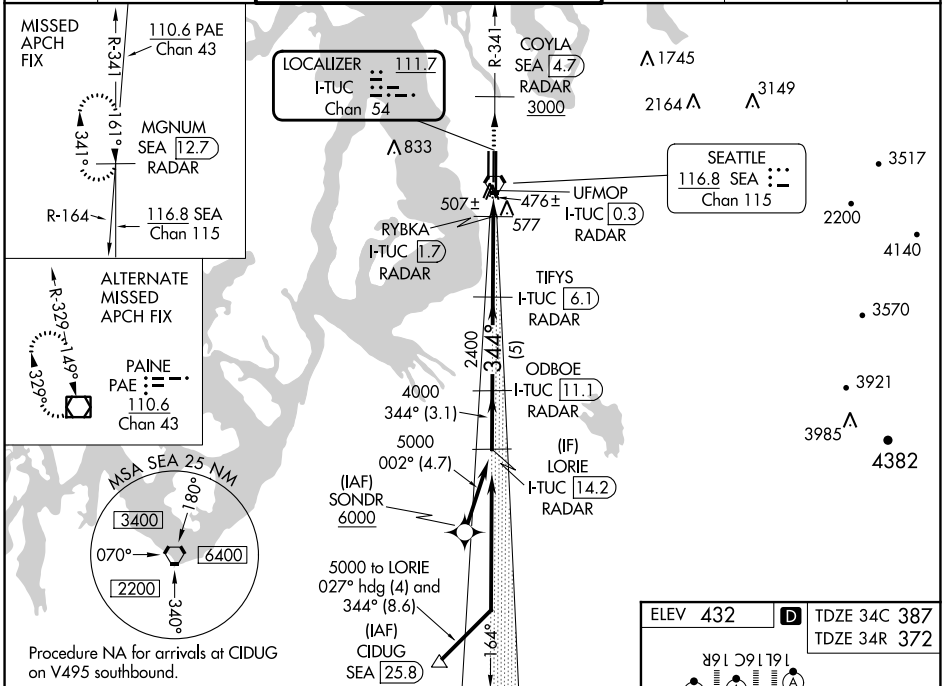 MISSED
APCH
FIX
110.6 PAE
Chan 43
R-341
161°
341°
MGNUM
SEA 12.7
RADAR
R-164
116.8 SEA
Chan 115
ALTERNATE
MISSED
APCH FIX
R-329
149°
329°
PAINE
PAE
110.6
Chan 43
MSA SEA 25 NM
180°
3400
070°
6400
2200
340°
Procedure NA for arrivals at CIDUG
on V495 southbound.
LOCALIZER 111.7
I-TUC
Chan 54
R-341
COYLA
SEA 4.7
RADAR
3000
1745
2164
3149
833
SEATTLE
116.8 SEA
Chan 115
3517
2200
4140
507±
476±
577
UFMOP
I-TUC 0.3
RADAR
RYBKA
I-TUC 1.7
RADAR
TIFYS
I-TUC 6.1
RADAR
3570
2400
344°
(5)
ODBOE
I-TUC 11.1
RADAR
3921
3985
4382
4000
344° (3.1)
5000
002° (4.7)
(IF)
LORIE
I-TUC 14.2
RADAR
(IAF)
SONDR
6000
5000 to LORIE
027° hdg (4) and
344° (8.6)
(IAF)
CIDUG
SEA 25.8
164°
ELEV 432
D
TDZE 34C 387
TDZE 34R 372
16R
16C
16L
A